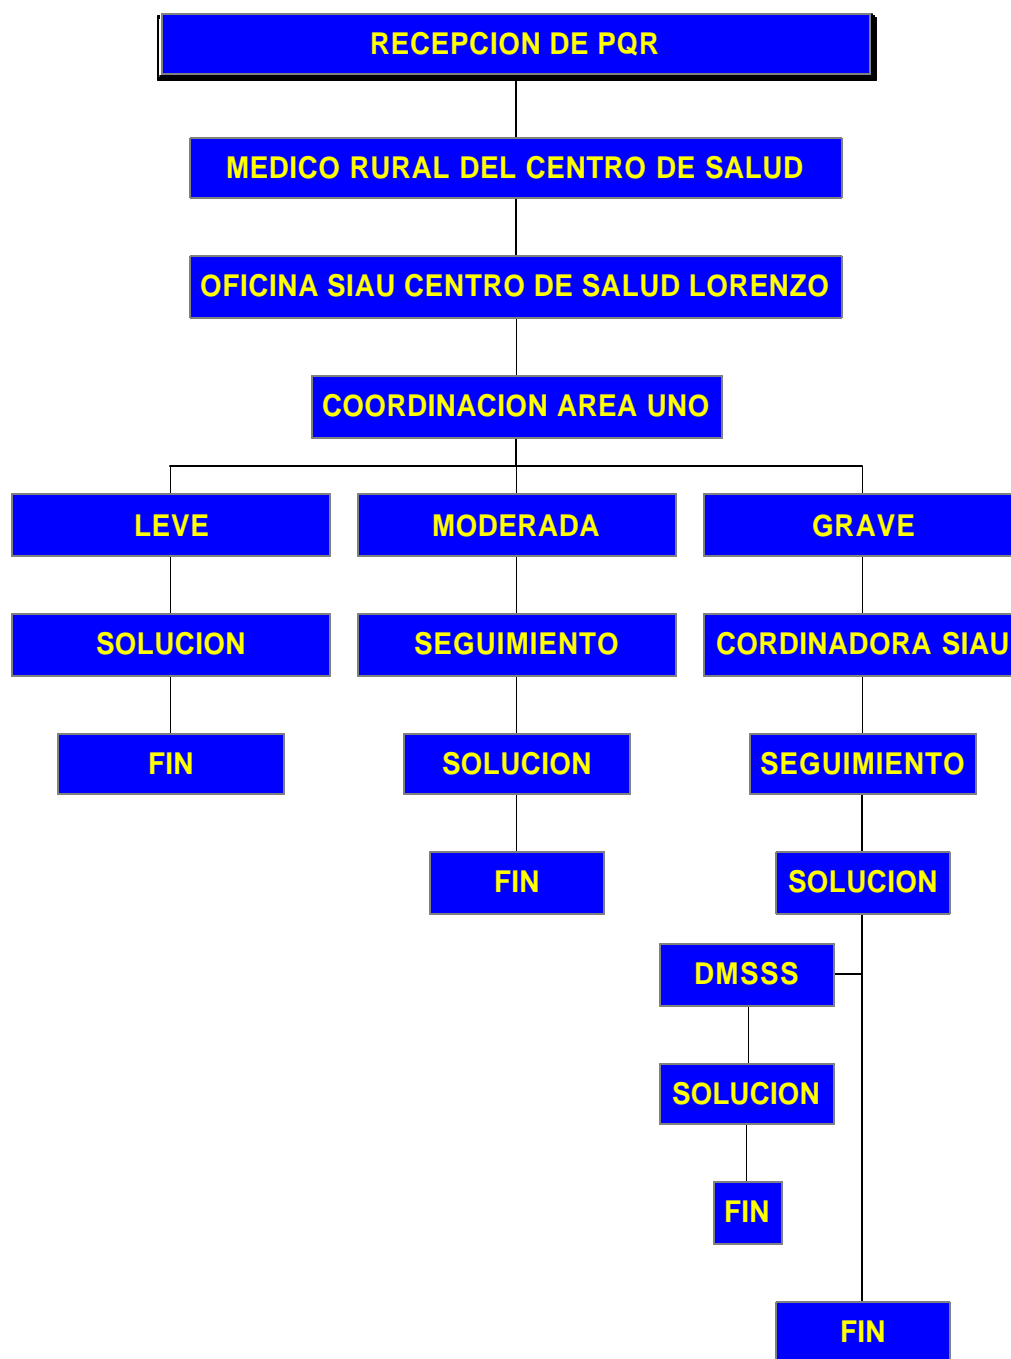 RECEPCION DE PQR
MEDICO RURAL DEL CENTRO DE SALUD
OFICINA SIAU CENTRO DE SALUD LORENZO
COORDINACION AREA UNO
LEVE
MODERADA
GRAVE
SOLUCION
SEGUIMIENTO
CORDINADORA SIAU
FIN
SOLUCION
SEGUIMIENTO
FIN
SOLUCION
DMSSS
SOLUCION
FIN
FIN